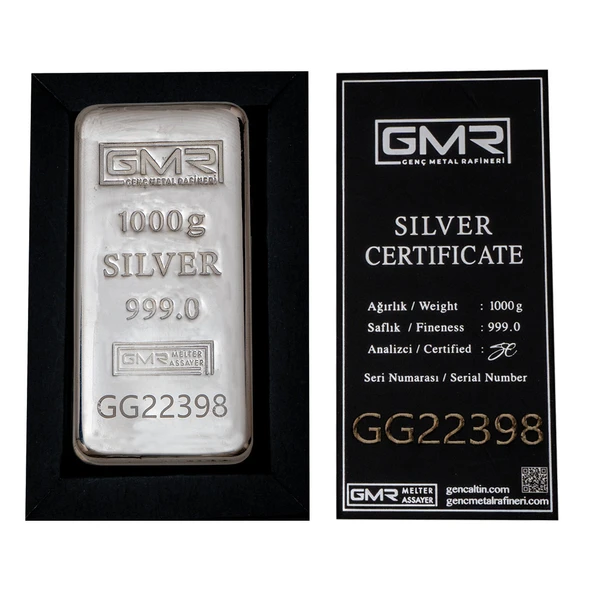 GMR
GENÇ METAL RAFİNERİ
1000g
SILVER
999.0
GMR MELTER
ASSAYER
GG22398
GMR
GENÇ METAL RAFİNERİ
SILVER
CERTIFICATE
Ağırlık / Weight : 1000 g
Saflık / Fineness : 999.0
Analizci / Certified :
Seri Numarası / Serial Number
GG22398
GMR MELTER
ASSAYER
gencaltin.com
gencmetalrafineri.com